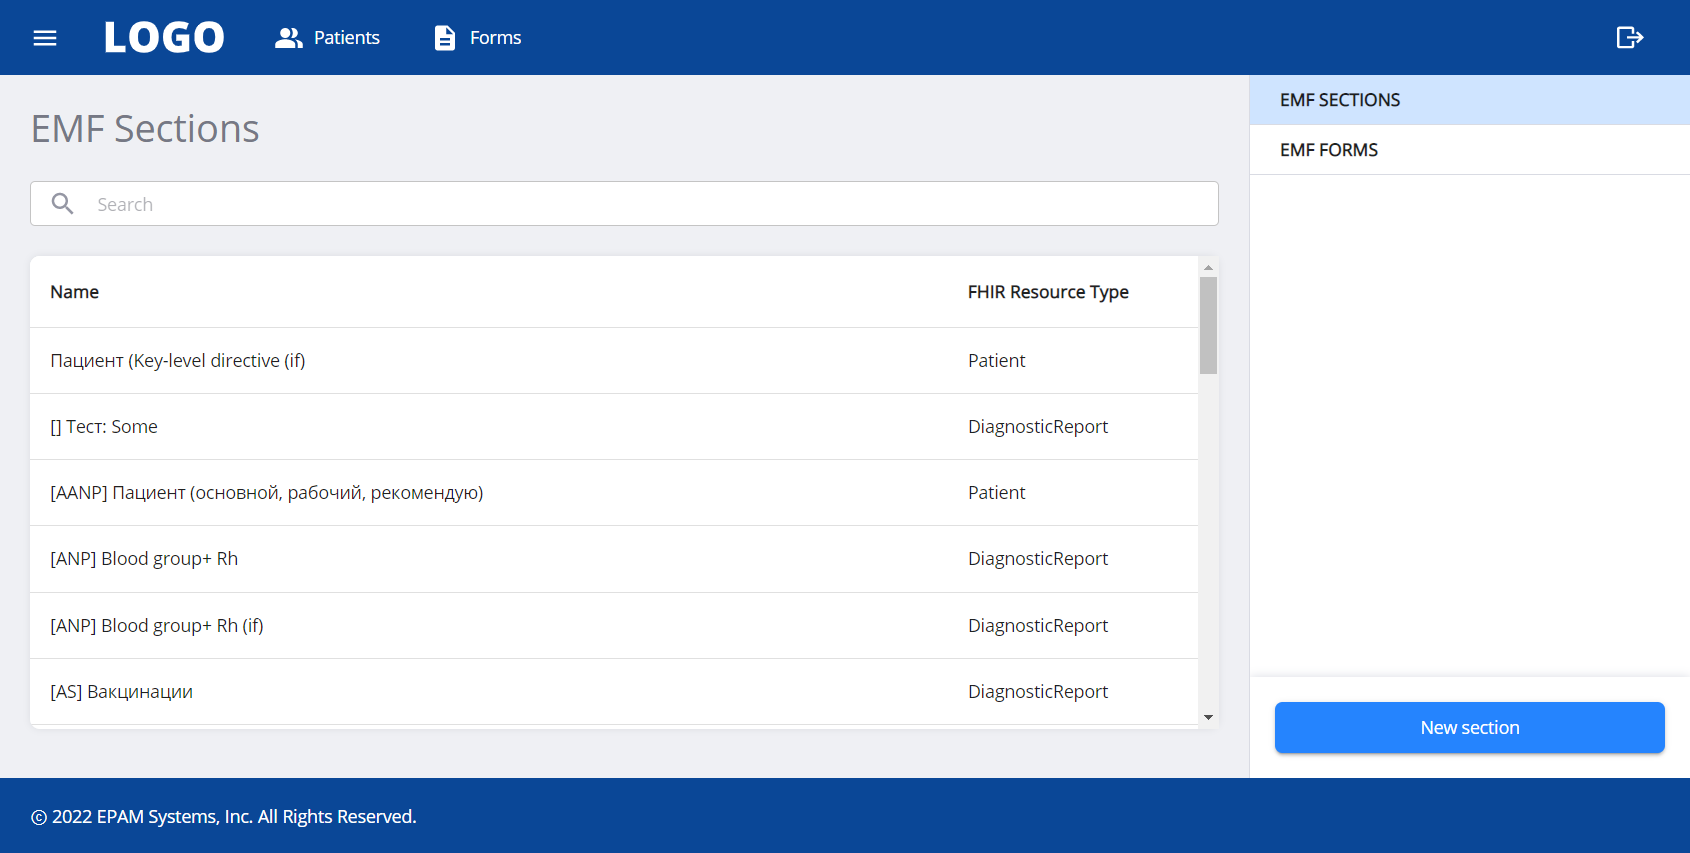 LOGO Patients Forms
EMF Sections
Search
Name FHIR Resource Type
Пациент (Key-level directive (if) Patient
[] Тест: Some DiagnosticReport
[AANP] Пациент (основной, рабочий, рекомендую) Patient
[ANP] Blood group+ Rh DiagnosticReport
[ANP] Blood group+ Rh (if) DiagnosticReport
[AS] Вакцинации DiagnosticReport
EMF SECTIONS
EMF FORMS
New section
© 2022 EPAM Systems, Inc. All Rights Reserved.